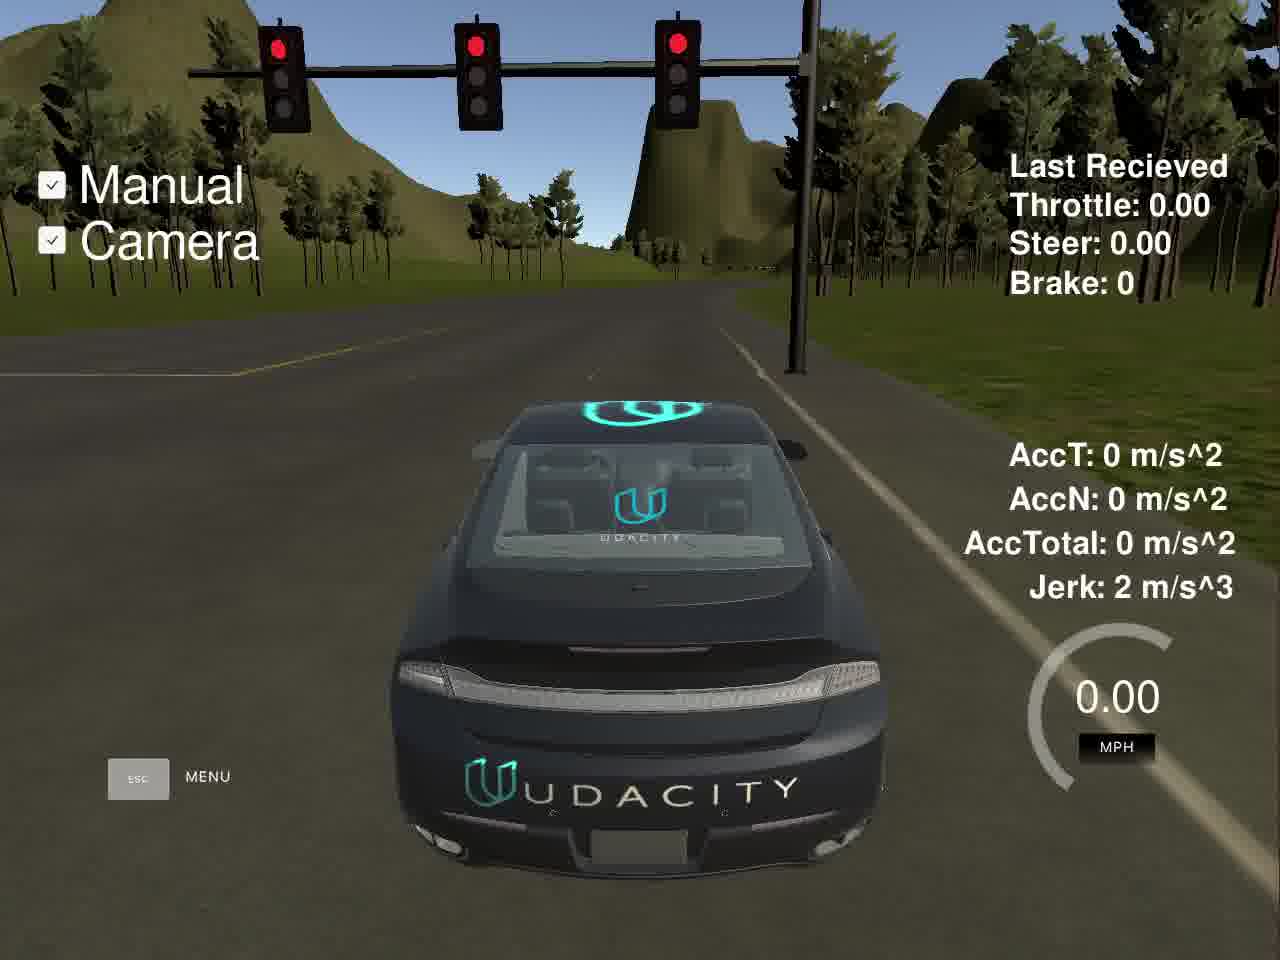 Manual
Camera
Last Recieved
Throttle: 0.00
Steer: 0.00
Brake: 0
UDACITY
AccT: 0 m/s^2
AccN: 0 m/s^2
AccTotal: 0 m/s^2
Jerk: 2 m/s^3
0.00
MPH
ESC MENU
UDACITY